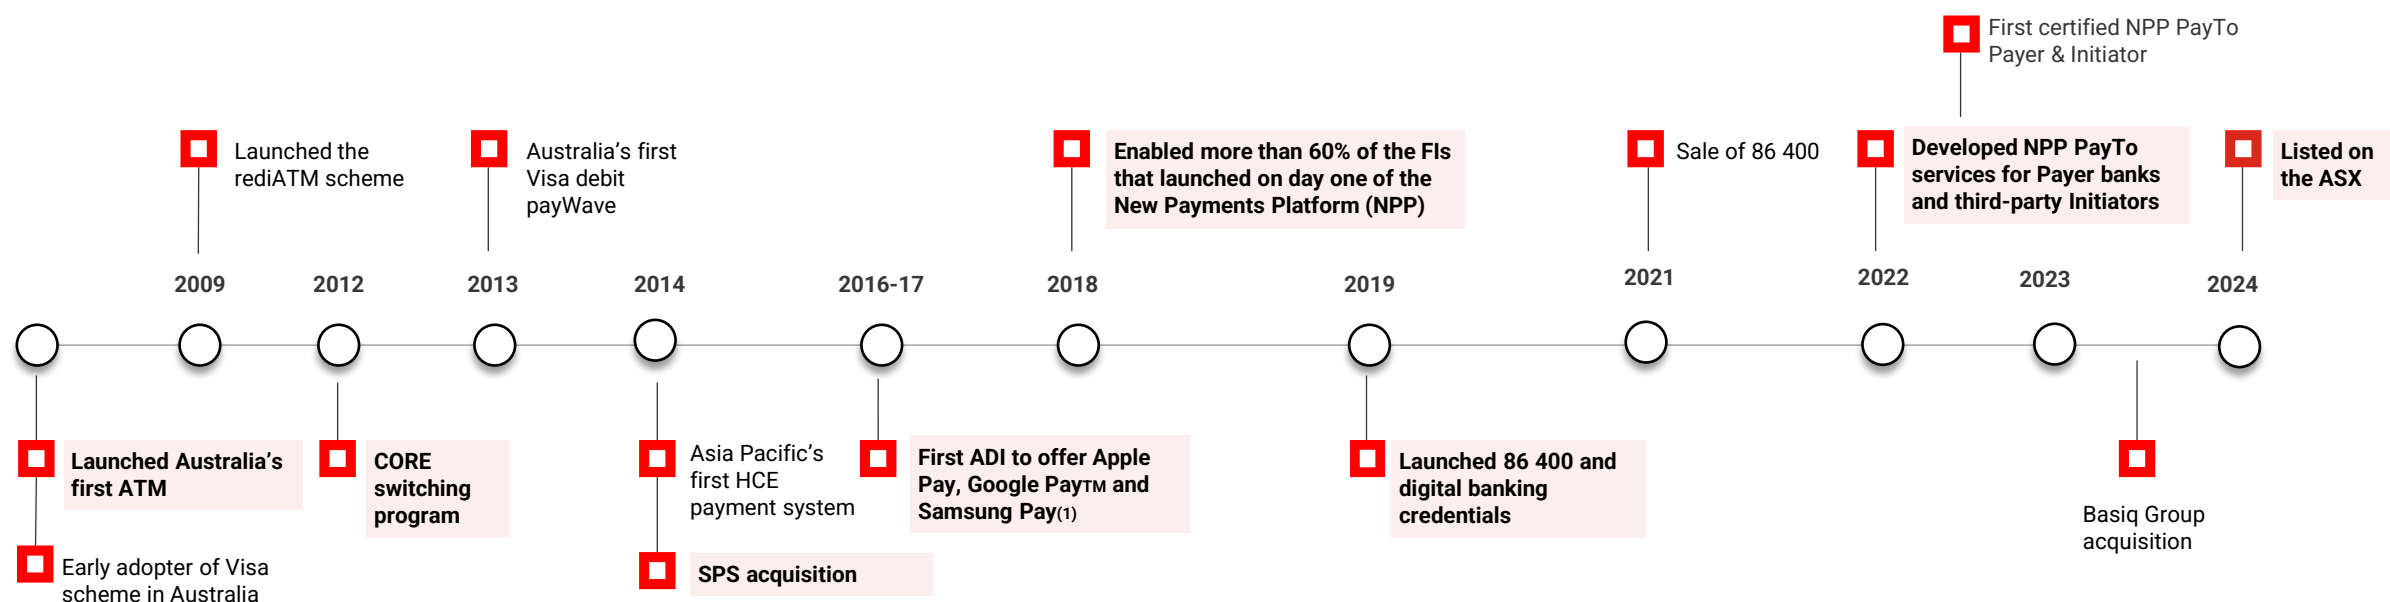 First certified NPP PayTo
Payer & Initiator
Launched the
rediATM scheme
Australia’s first
Visa debit
payWave
Enabled more than 60% of the FIs
that launched on day one of the
New Payments Platform (NPP)
Sale of 86 400
Developed NPP PayTo
services for Payer banks
and third-party Initiators
Listed on
the ASX
2009
2012
2013
2014
2016-17
2018
2019
2021
2022
2023
2024
Launched Australia’s
first ATM
Early adopter of Visa
scheme in Australia
CORE
switching
program
Asia Pacific’s
first HCE
payment system
SPS acquisition
First ADI to offer Apple
Pay, Google PayTM and
Samsung Pay(1)
Launched 86 400 and
digital banking
credentials
Basiq Group
acquisition